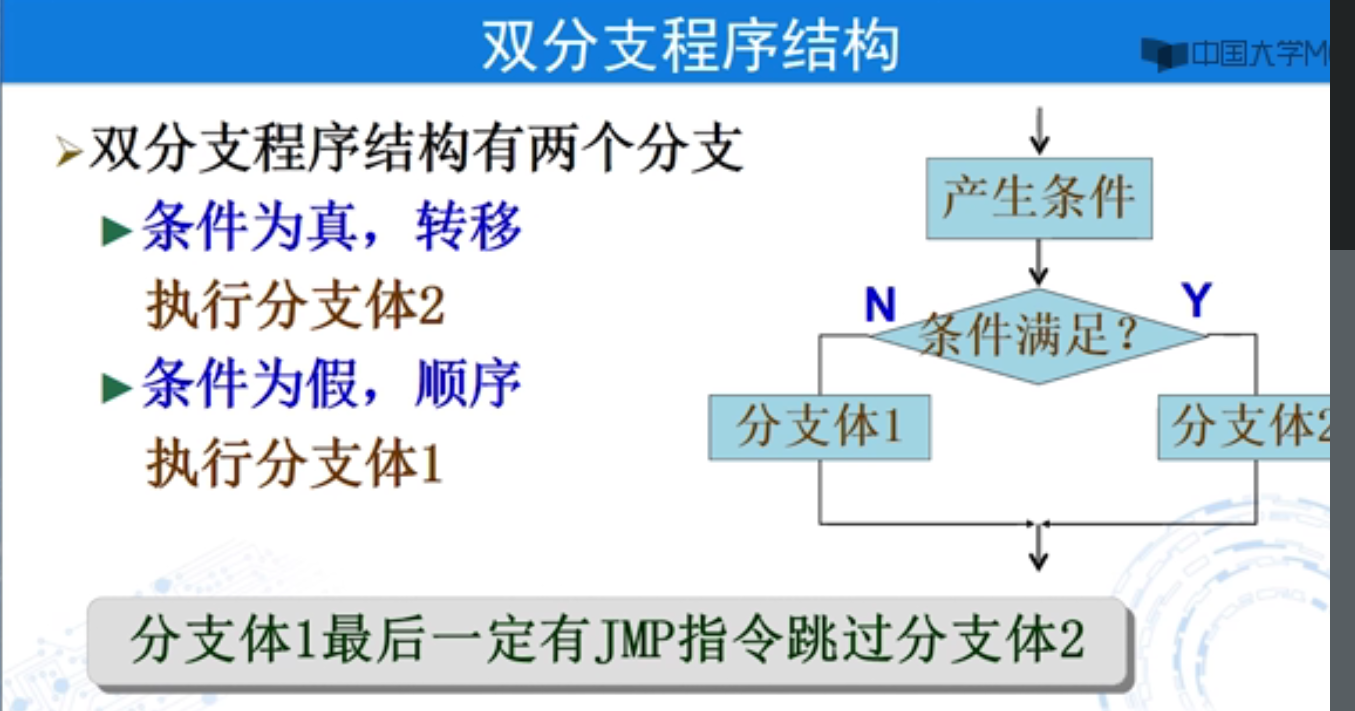 双分支程序结构
中国大学M
双分支程序结构有两个分支
条件为真，转移
执行分支体2
条件为假，顺序
执行分支体1
产生条件
条件满足？
N
Y
分支体1
分支体2
分支体1最后一定有JMP指令跳过分支体2